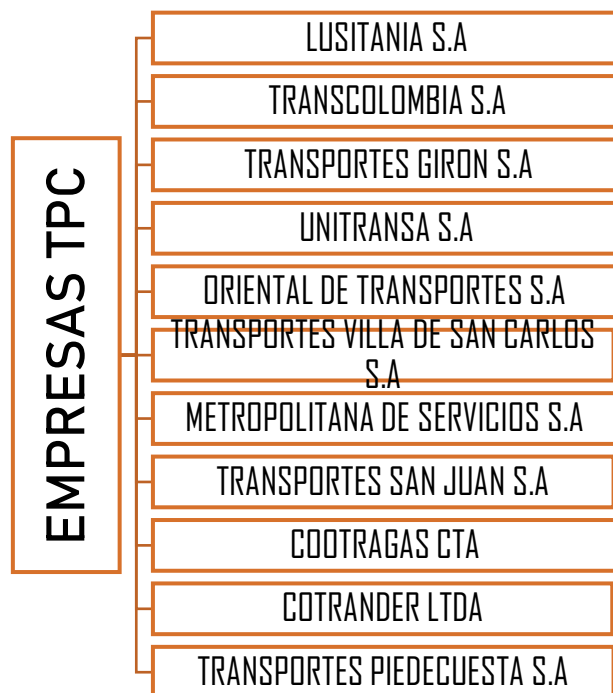 EMPRESAS TPC
LUSITANIA S.A
TRANSCOLOMBIA S.A
TRANSPORTES GIRON S.A
UNITRANSA S.A
ORIENTAL DE TRANSPORTES S.A
TRANSPORTES VILLA DE SAN CARLOS
S.A
METROPOLITANA DE SERVICIOS S.A
TRANSPORTES SAN JUAN S.A
COOTRAGAS CTA
COTRANDER LTDA
TRANSPORTES PIEDECUESTA S.A